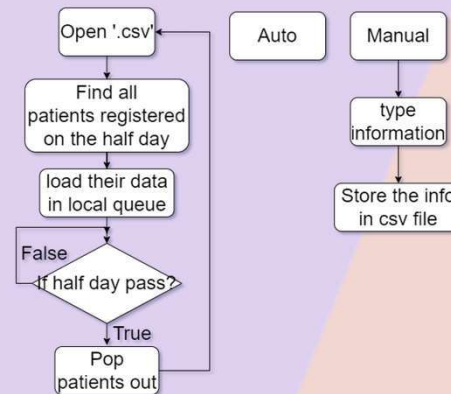 Open '.csv'
Find all
patients registered
on the half day
load their data
in local queue
False
If half day pass?
True
Pop
patients out
Auto
Manual
type
information
Store the info
in csv file